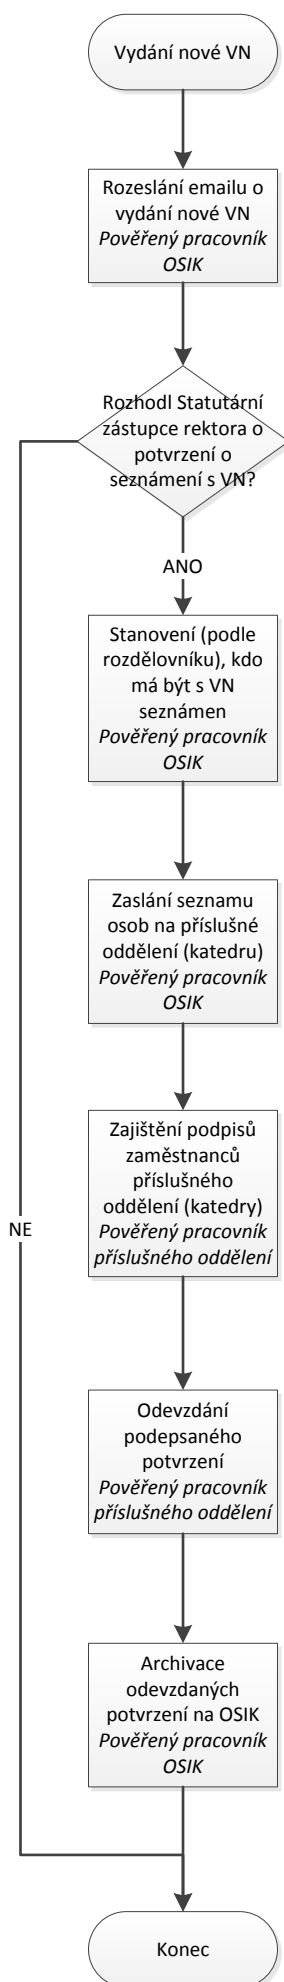 Vydání nové VN
Rozeslání emailu o
vydání nové VN
Pověřený pracovník
OSIK
Rozhodl Statutární
zástupce rektora o
potvrzení o
seznámení s VN?
ANO
Stanovení (podle
rozdělovníku), kdo
má být s VN
seznámen
Pověřený pracovník
OSIK
Zaslání seznamu
osob na příslušné
oddělení (katedru)
Pověřený pracovník
OSIK
Zajištění podpisů
zaměstnanců
příslušného
oddělení (katedry)
Pověřený pracovník
příslušného oddělení
NE
Odevzdání
podepsaného
potvrzení
Pověřený pracovník
příslušného oddělení
Archivace
odevzdaných
potvrzení na OSIK
Pověřený pracovník
OSIK
Konec